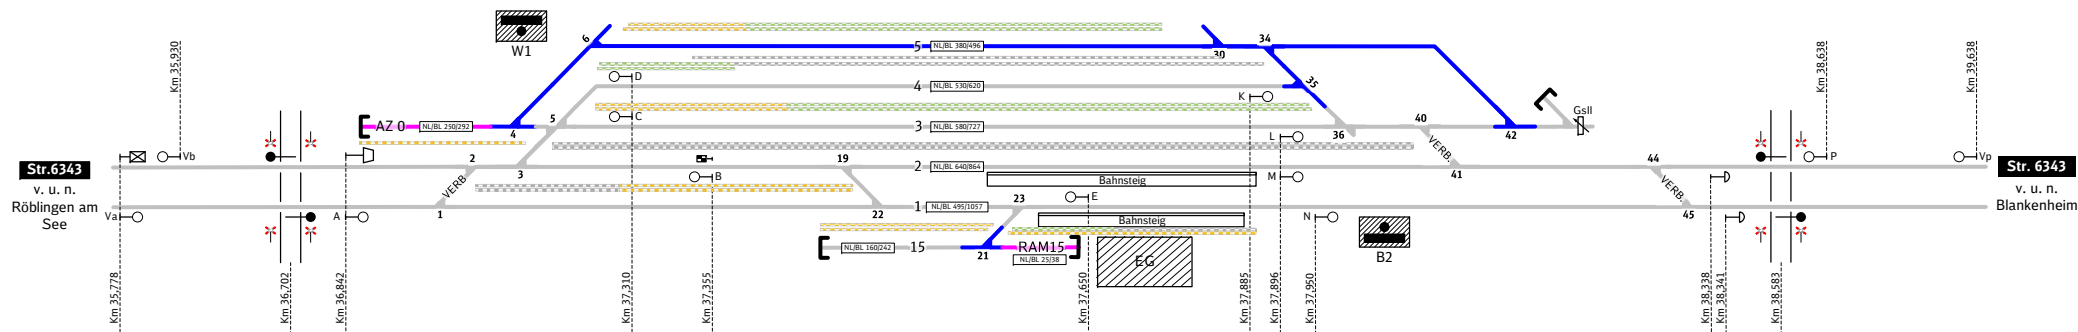 W1
Km 35,930
Km 38,638
Km 39,638
6
5
NL/BL 380/496
34
30
D
4
NL/BL 530/620
35
K
C
AZ 0
NL/BL 250/292
4
5
3
NL/BL 580/727
L
36
40
42
GsII
Vb
2
3
19
2
NL/BL 640/864
VERB.
41
44
P
Vp
Str.6343
v. u. n.
Röblingen am
See
VERB.
B
Bahnsteig
M
VERB.
Str. 6343
v. u. n.
Blankenheim
Va
A
1
22
1
NL/BL 495/1057
23
E
Bahnsteig
N
45
NL/BL 160/242
15
21
RAM15
NL/BL 25/38
EG
B2
Km 35,778
Km 36,702
Km 36,842
Km 37,310
Km 37,355
Km 37,650
Km 37,885
Km 37,896
Km 37,950
Km 38,338
Km 38,341
Km 38,583